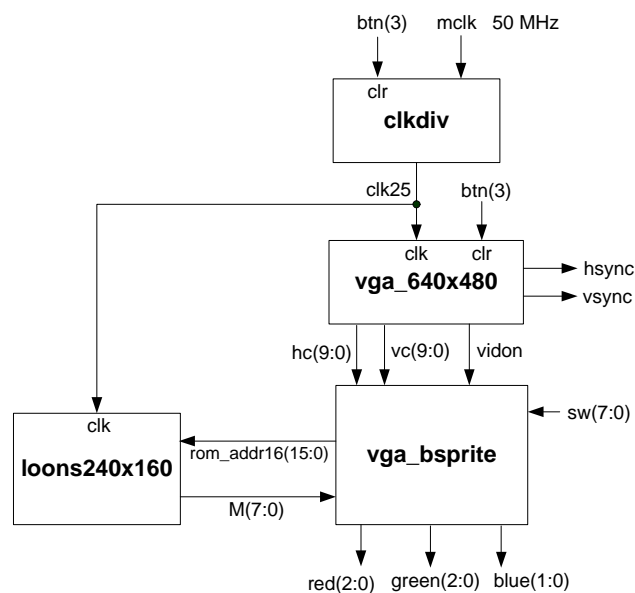 btn(3) mclk 50 MHz
clr
clkdiv
clk25 btn(3)
clk clr
vga_640x480
hsync
vsync
hc(9:0) vc(9:0) vidon
sw(7:0)
clk
loons240x160
rom_addr16(15:0)
vga_bsprite
M(7:0)
red(2:0) green(2:0) blue(1:0)